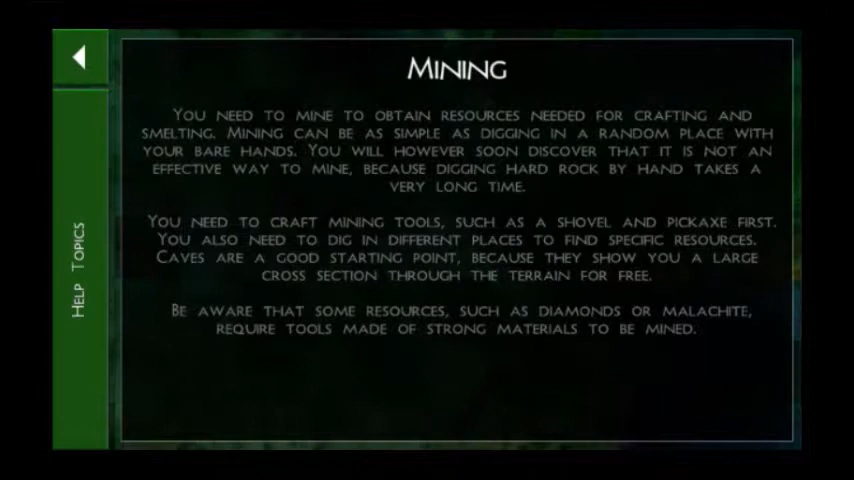 Mining
You need to mine to obtain resources needed for crafting and
smelting. Mining can be as simple as digging in a random place with
your bare hands. You will however soon discover that it is not an
effective way to mine, because digging hard rock by hand takes a
very long time.
You need to craft mining tools, such as a shovel and pickaxe first.
You also need to dig in different places to find specific resources.
Caves are a good starting point, because they show you a large
cross section through the terrain for free.
Be aware that some resources, such as diamonds or malachite,
require tools made of strong materials to be mined.
Help Topics